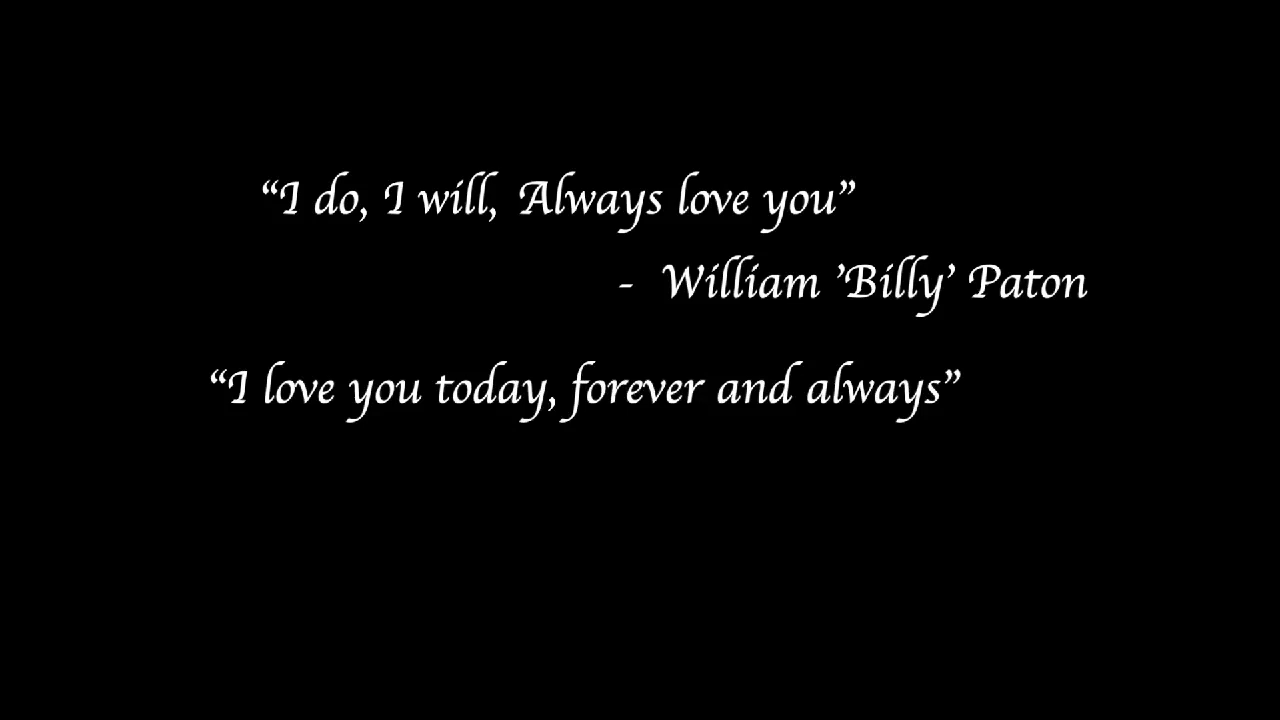 “I do, I will, Always love you”
- William 'Billy' Paton
“I love you today, forever and always”